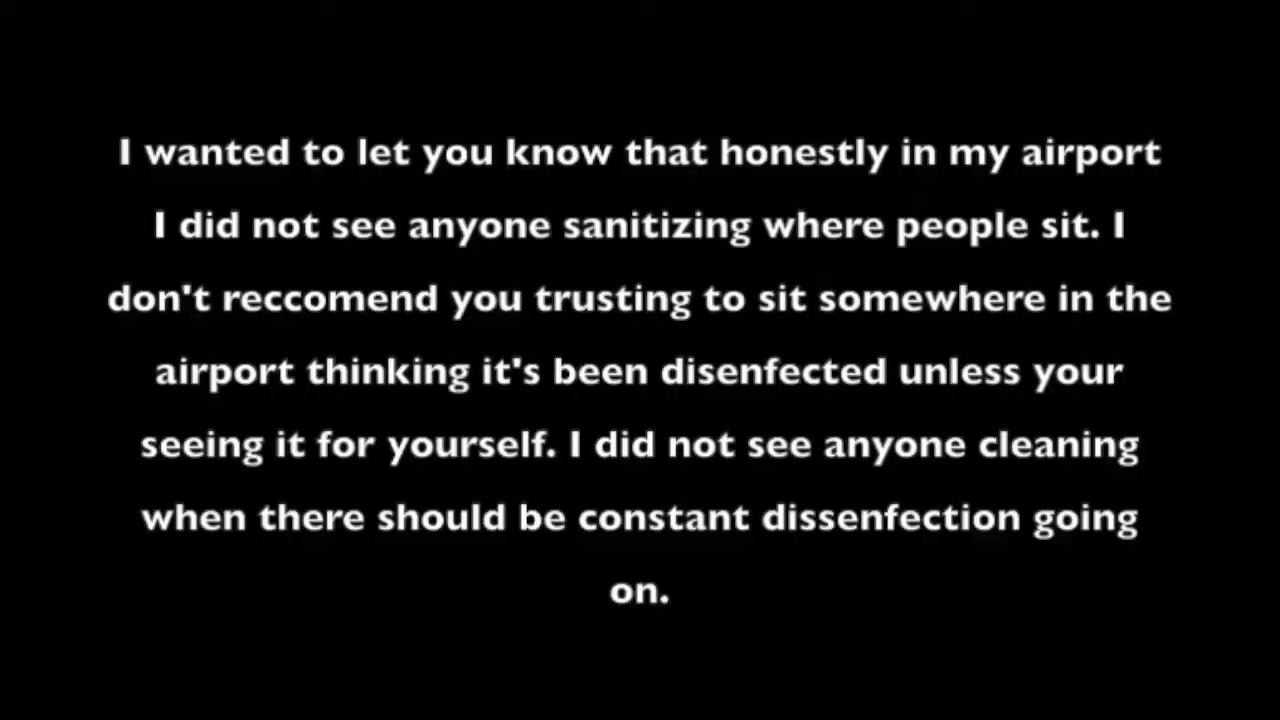 I wanted to let you know that honestly in my airport
I did not see anyone sanitizing where people sit. I
don't reccomend you trusting to sit somewhere in the
airport thinking it's been disenfected unless your
seeing it for yourself. I did not see anyone cleaning
when there should be constant dissenfection going
on.